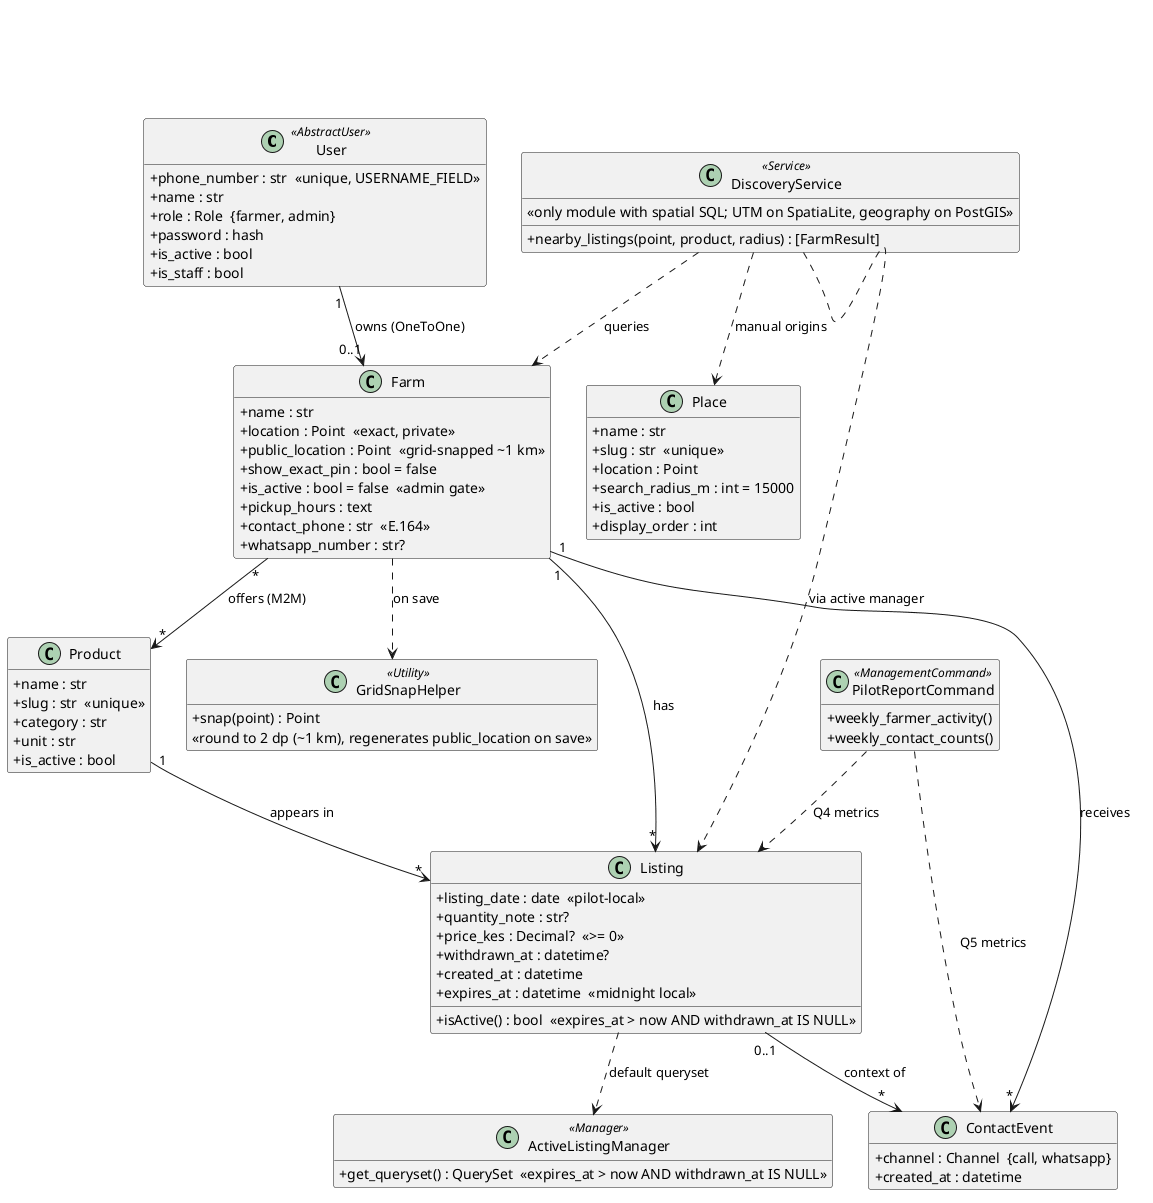 «AbstractUser»
C User
+phone_number : str «unique, USERNAME_FIELD»
+name : str
+role : Role {farmer, admin}
+password : hash
+is_active : bool
+is_staff : bool
«Service»
C DiscoveryService
«only module with spatial SQL; UTM on SpatiaLite, geography on PostGIS»
+nearby_listings(point, product, radius) : [FarmResult]
1
owns (OneToOne)
0..1
queries
manual origins
C Farm
+name : str
+location : Point «exact, private»
+public_location : Point «grid-snapped ~1 km»
+show_exact_pin : bool = false
+is_active : bool = false «admin gate»
+pickup_hours : text
+contact_phone : str «E.164»
+whatsapp_number : str?
C Place
+name : str
+slug : str «unique»
+location : Point
+search_radius_m : int = 15000
+is_active : bool
+display_order : int
*
offers (M2M)
*
on save
1
1
via active manager
C Product
+name : str
+slug : str «unique»
+category : str
+unit : str
+is_active : bool
«Utility»
C GridSnapHelper
+snap(point) : Point
«round to 2 dp (~1 km), regenerates public_location on save»
has
«ManagementCommand»
C PilotReportCommand
+weekly_farmer_activity()
+weekly_contact_counts()
1
appears in
*
*
Q4 metrics
receives
C Listing
+listing_date : date «pilot-local»
+quantity_note : str?
+price_kes : Decimal? «>= 0»
+withdrawn_at : datetime?
+created_at : datetime
+expires_at : datetime «midnight local»
+isActive() : bool «expires_at > now AND withdrawn_at IS NULL»
Q5 metrics
default queryset
0..1
context of
*
*
«Manager»
C ActiveListingManager
+get_queryset() : QuerySet «expires_at > now AND withdrawn_at IS NULL»
C ContactEvent
+channel : Channel {call, whatsapp}
+created_at : datetime